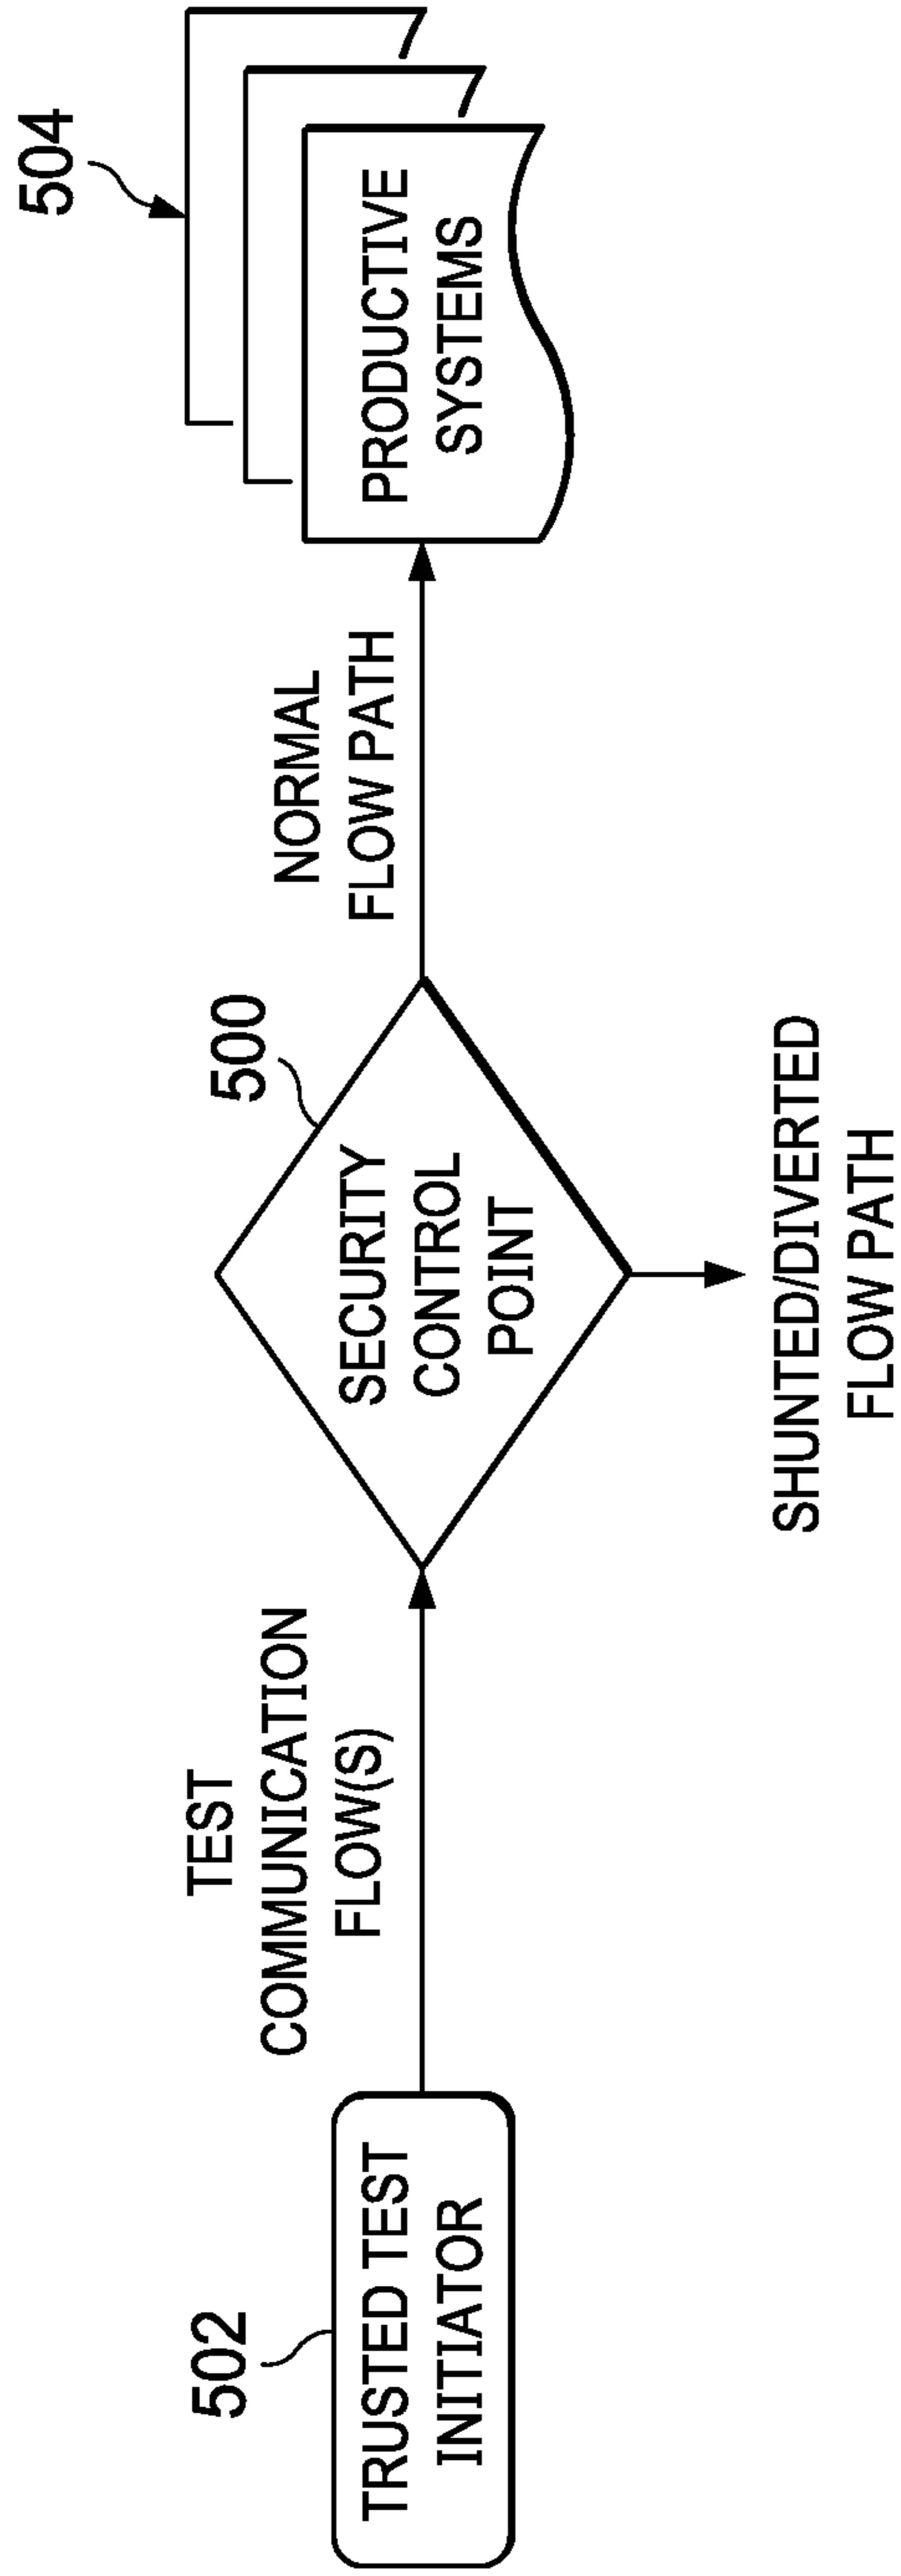 502
TRUSTED TEST
INITIATOR
TEST
COMMUNICATION
FLOW(S)
500
SECURITY
CONTROL
POINT
SHUNTED/DIVERTED
FLOW PATH
NORMAL
FLOW PATH
504
PRODUCTIVE
SYSTEMS